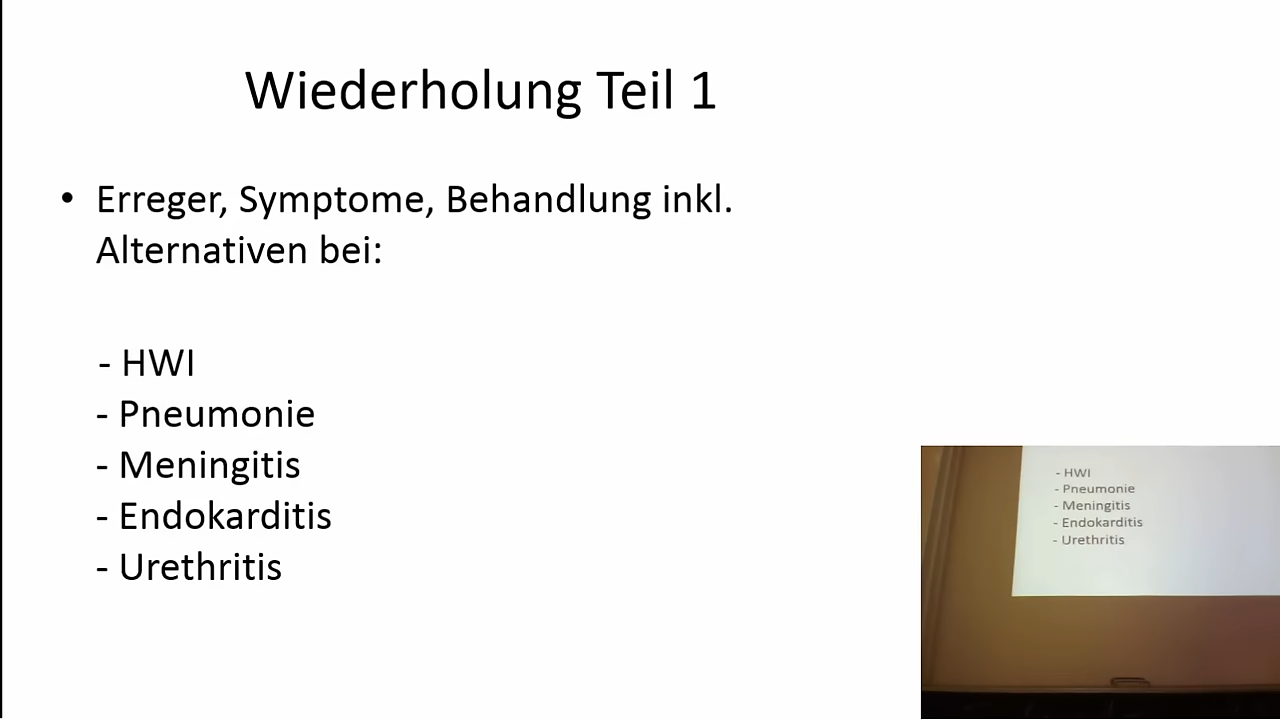 Wiederholung Teil 1
• Erreger, Symptome, Behandlung inkl.
Alternativen bei:
- HWI
- Pneumonie
- Meningitis
- Endokarditis
- Urethritis
- HWI
- Pneumonie
- Meningitis
- Endokarditis
- Urethritis